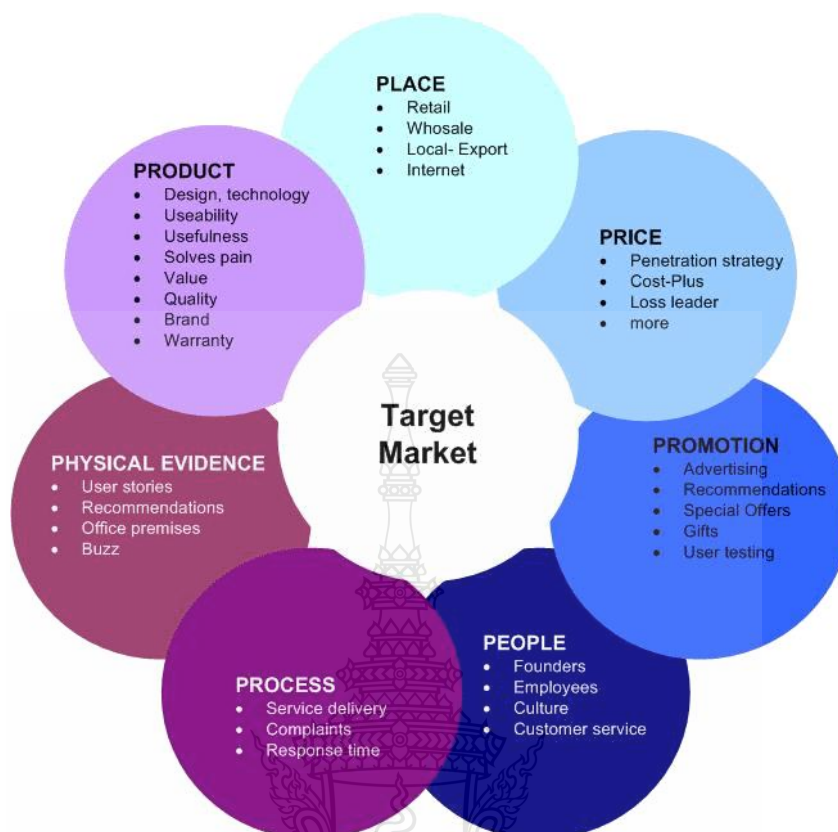 PLACE
• Retail
• Whosale
• Local- Export
• Internet
PRODUCT
• Design, technology
• Useability
• Usefulness
• Solves pain
• Value
• Quality
• Brand
• Warranty
PRICE
• Penetration strategy
• Cost-Plus
• Loss leader
• more
Target
Market
PHYSICAL EVIDENCE
• User stories
• Recommendations
• Office premises
• Buzz
PROMOTION
• Advertising
• Recommendations
• Special Offers
• Gifts
• User testing
PROCESS
• Service delivery
• Complaints
• Response time
PEOPLE
• Founders
• Employees
• Culture
• Customer service